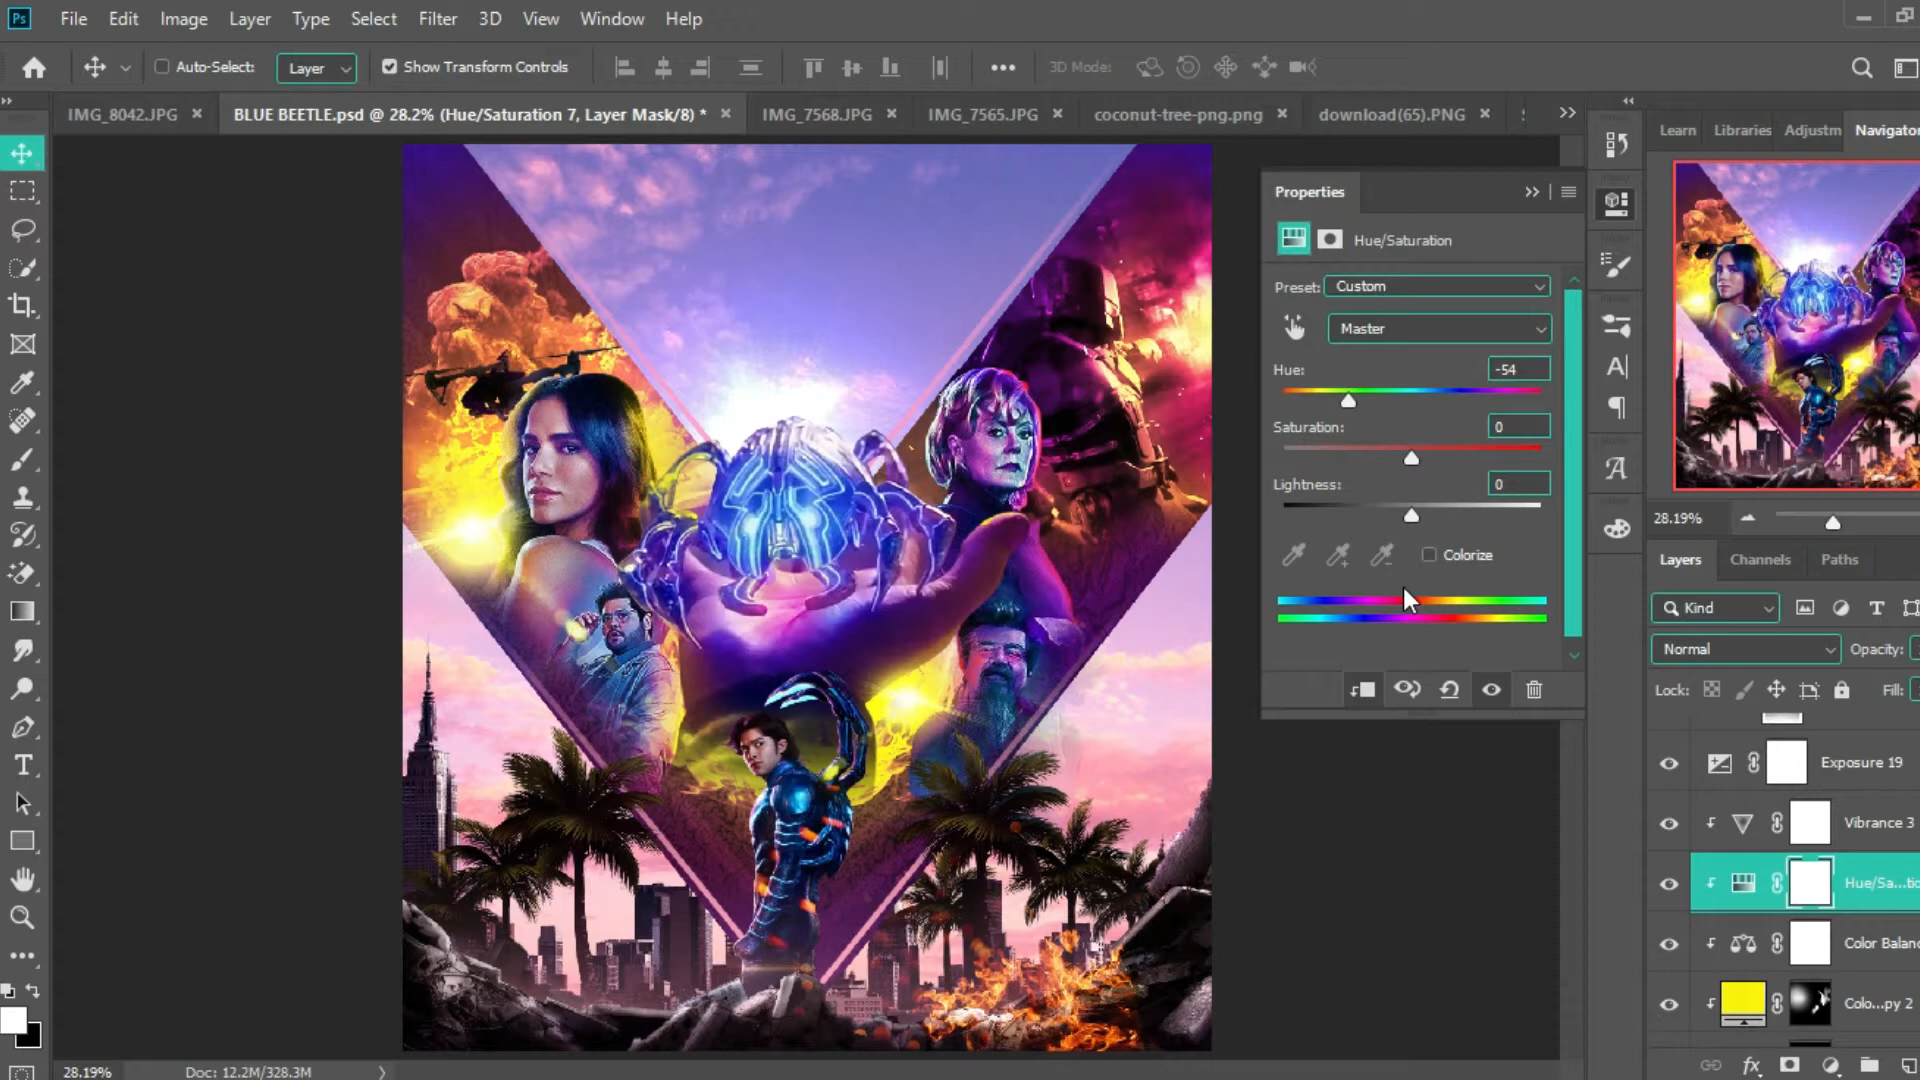 Ps File Edit Image Layer Type Select Filter 3D View Window Help
Auto-Select: Layer Show Transform Controls 3D Mode:
IMG_8042.JPG × BLUE BEETLE.psd @ 28.2% (Hue/Saturation 7, Layer Mask/8) * × IMG_7568.JPG × IMG_7565.JPG × coconut-tree-png.png × download(65).PNG ×
Learn Libraries Adjustm Navigator
Properties
Hue/Saturation
Preset: Custom
Master
Hue: -54
Saturation: 0
Lightness: 0
Colorize
28.19%
Layers Channels Paths
Kind
Normal Opacity:
Lock: Fill:
Exposure 19
Vibrance 3
Hue/Sa...tio
Color Balanc
Colo...py 2
28.19% Doc: 12.2M/328.3M